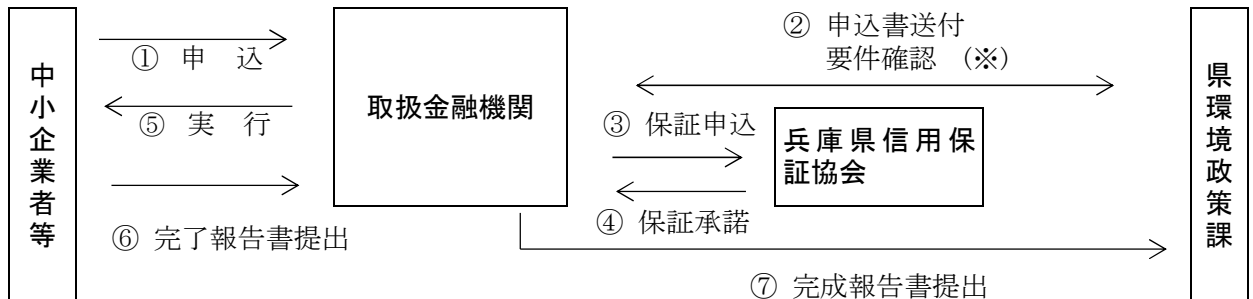 中小企業者等
① 申 込
⑤ 実 行
⑥ 完了報告書提出
取扱金融機関
② 申込書送付
要件確認 (※)
③ 保証申込
兵庫県信用保
証協会
④ 保証承諾
⑦ 完成報告書提出
県環境政策課